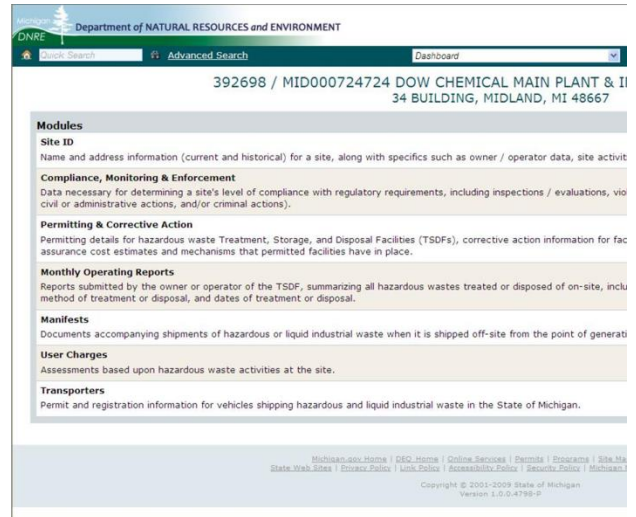 Michigan
DNRE
Department of NATURAL RESOURCES and ENVIRONMENT
Quick Search Advanced Search Dashboard
392698 / MID000724724 DOW CHEMICAL MAIN PLANT & I
34 BUILDING, MIDLAND, MI 48667
Modules
Site ID
Name and address information (current and historical) for a site, along with specifics such as owner / operator data, site activit
Compliance, Monitoring & Enforcement
Data necessary for determining a site's level of compliance with regulatory requirements, including inspections / evaluations, vio
civil or administrative actions, and/or criminal actions).
Permitting & Corrective Action
Permitting details for hazardous waste Treatment, Storage, and Disposal Facilities (TSDFs), corrective action information for fac
assurance cost estimates and mechanisms that permitted facilities have in place.
Monthly Operating Reports
Reports submitted by the owner or operator of the TSDF, summarizing all hazardous wastes treated or disposed of on-site, inclu
method of treatment or disposal, and dates of treatment or disposal.
Manifests
Documents accompanying shipments of hazardous or liquid industrial waste when it is shipped off-site from the point of generati
User Charges
Assessments based upon hazardous waste activities at the site.
Transporters
Permit and registration information for vehicles shipping hazardous and liquid industrial waste in the State of Michigan.
Michigan.gov Home | DEQ Home | Online Services | Permits | Programs | Site Ma
State Web Sites | Privacy Policy | Link Policy | Accessibility Policy | Security Policy | Michigan
Copyright © 2001-2009 State of Michigan
Version 1.0.0.4798-P